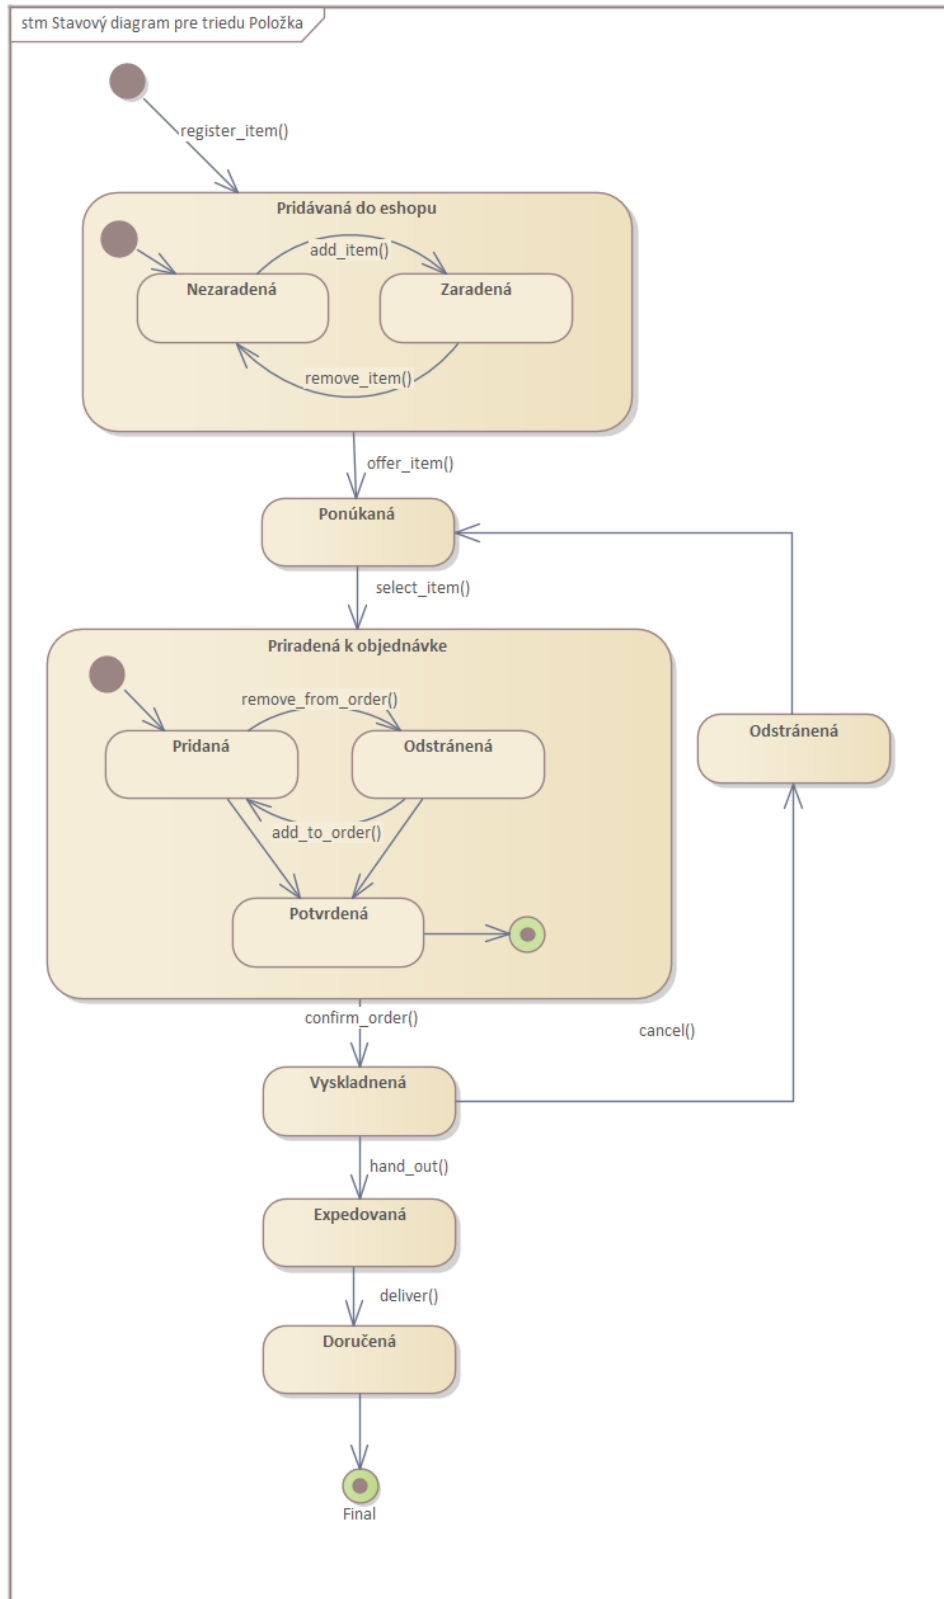 stm Stavový diagram pre triedu Položka
register_item()
Pridávaná do eshopu
add_item()
Nezaradená
Zaradená
remove_item()
offer_item()
Ponúkaná
select_item()
Priradená k objednávke
remove_from_order()
Pridaná
Odstránená
Odstránená
add_to_order()
Potvrdená
confirm_order()
cancel()
Vyskladnená
hand_out()
Expedovaná
deliver()
Doručená
Final